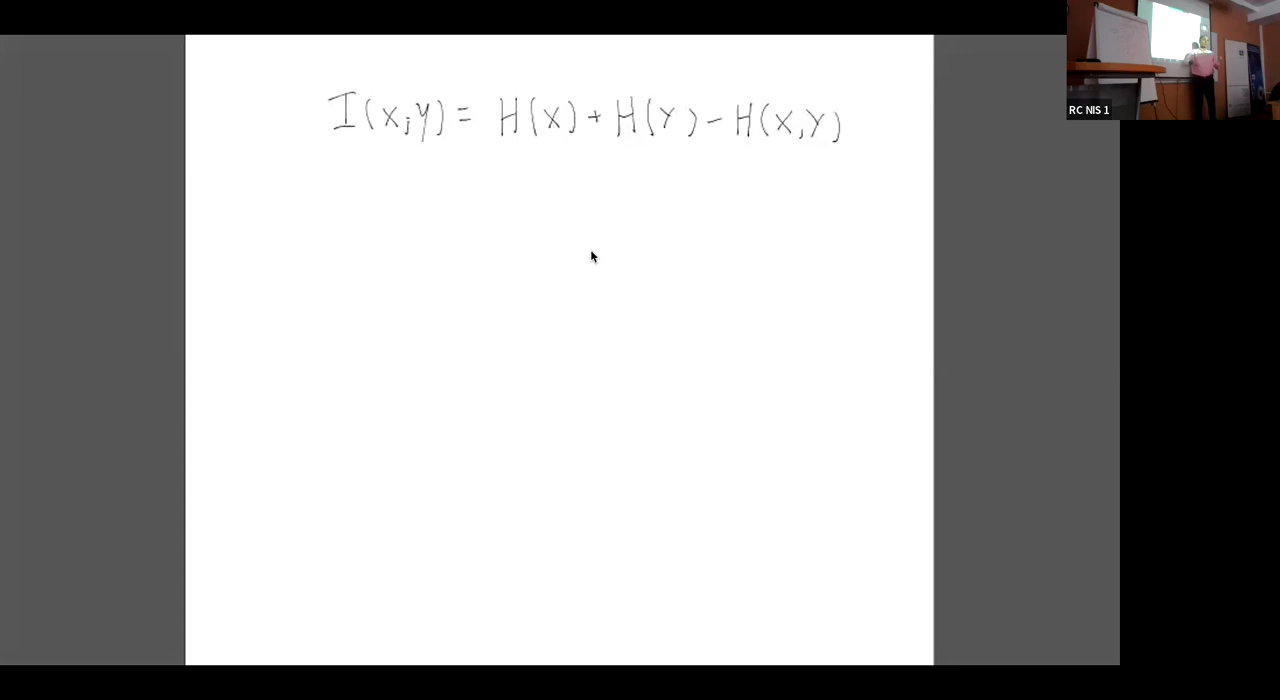 I(X;Y) = H(X) + H(Y) - H(X,Y)
RC NIS 1